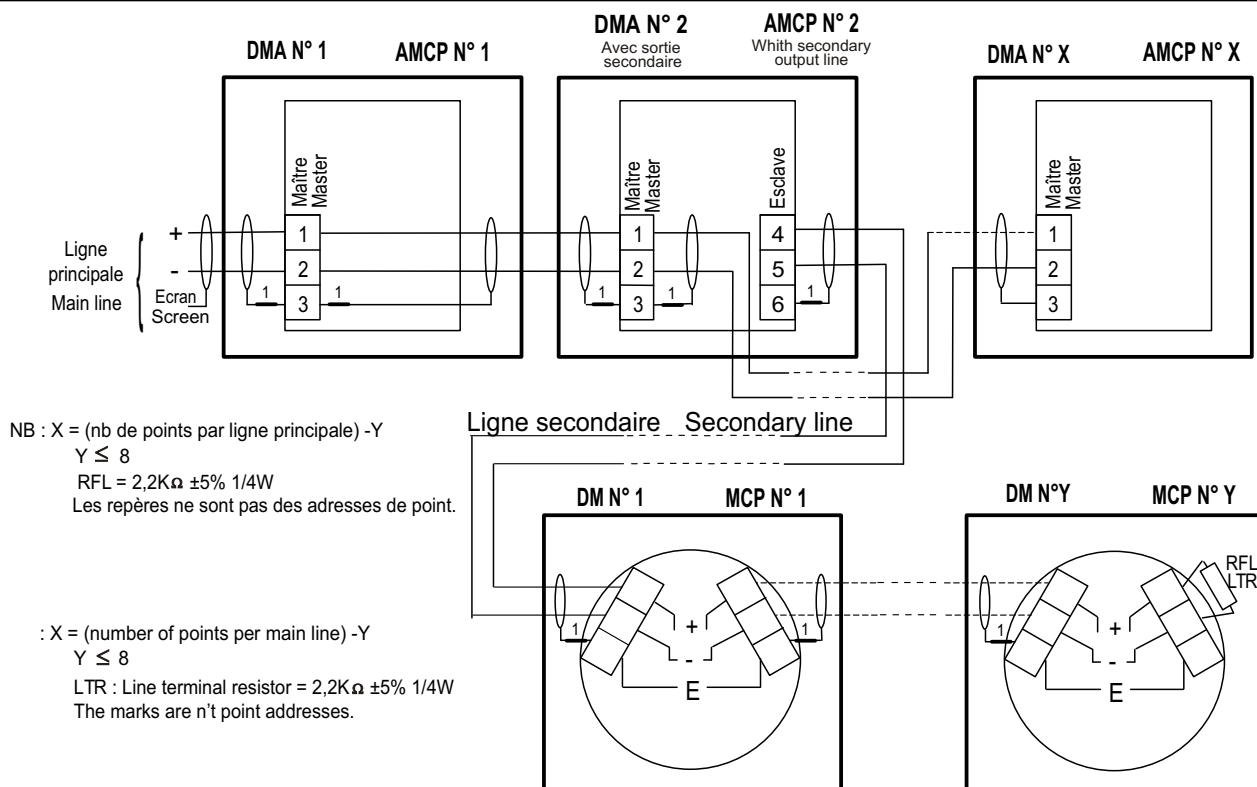 DMA N° 1
AMCP N° 1
DMA N° 2
Avec sortie
secondaire
AMCP N° 2
Whith secondary
output line
DMA N° X
AMCP N° X
Maître
Master
Maître
Master
Esclave
Maître
Master
Ligne
principale
Main line
+
-
Ecran
Screen
1
2
3
1
1
1
2
3
1
1
4
5
6
1
1
2
3
Ligne secondaire Secondary line
NB : X = (nb de points par ligne principale) -Y
Y ≤ 8
RFL = 2,2KΩ ±5% 1/4W
Les repères ne sont pas des adresses de point.
: X = (number of points per main line) -Y
Y ≤ 8
LTR : Line terminal resistor = 2,2KΩ ±5% 1/4W
The marks are n't point addresses.
DM N° 1
MCP N° 1
1
+
-
E
1
DM N°Y
MCP N° Y
1
+
-
E
RFL
LTR